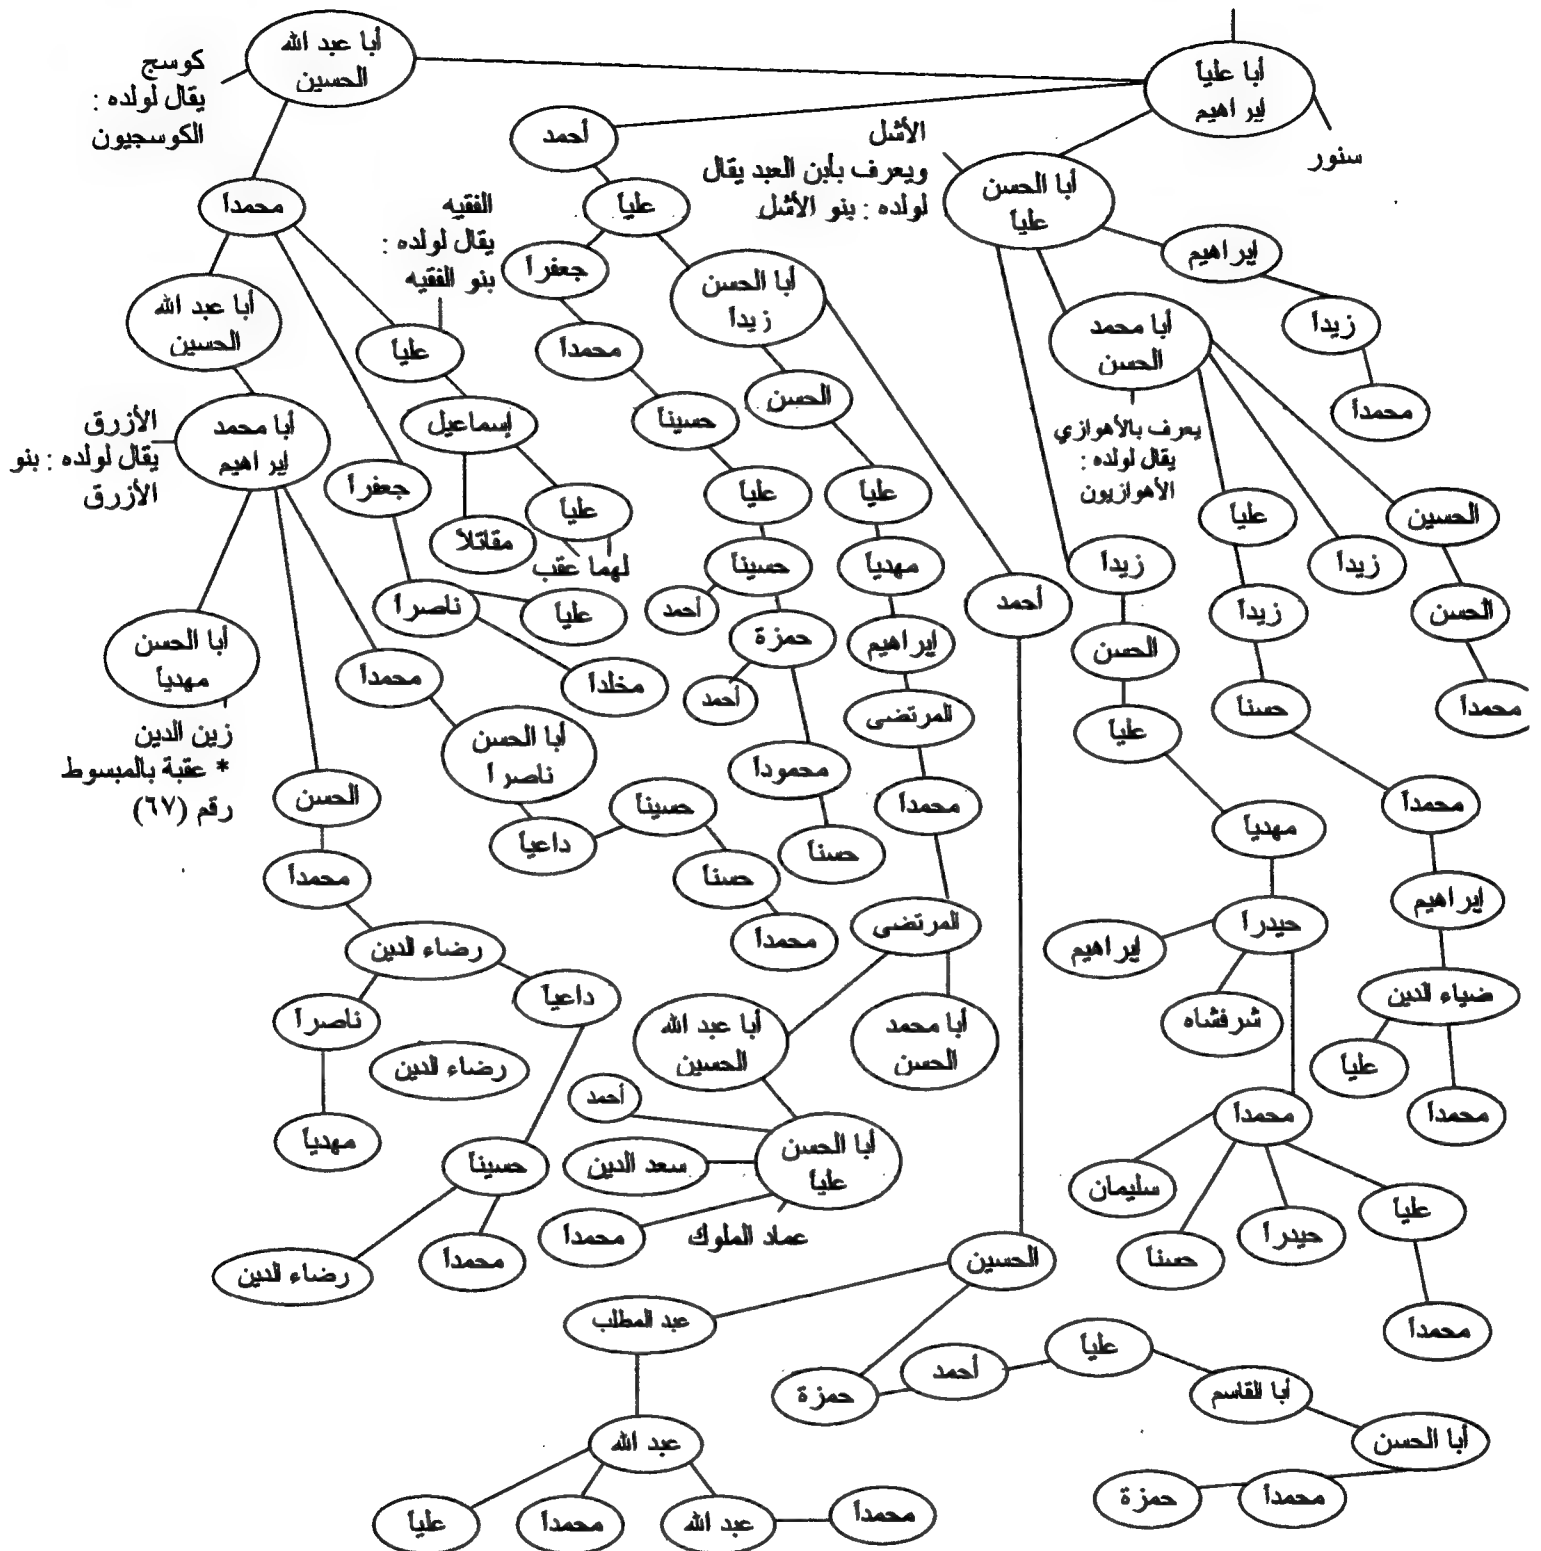 أبا علياً
إبراهيم
سنور
أبا عبد الله
الحسين
كوسج
يقال لولده :
الكوسجيون
أحمد
الأشل
ويعرف بأبن العبد يقال
لولده : بنو الأشل
أبا الحسن
علياً
محمداً
علياً
الفقيه
يقال لولده :
بنو الفقيه
جعفراً
أبا الحسن
زيداً
إبراهيم
زيداً
محمداً
أبا محمد
الحسن
يعرف بالأهوازي
يقال لولده :
الأهوازيون
أبا عبد الله
الحسين
علياً
محمداً
الحسن
أبا محمد
إبراهيم
الأزرق
يقال لولده : بنو
الأزرق
إسماعيل
حسيناً
جعفراً
علياً
مقاتلاً
لهما عقب
علياً
علياً
علياً
الحسين
زيداً
زيداً
حسيناً
مهدياً
أحمد
أحمد
ناصراً
علياً
زيداً
الحسن
الحسن
حمزة
إبراهيم
أبا الحسن
مهدياً
زين الدين
* عقبة بالمبسوط
رقم (٦٧)
محمداً
مخلداً
أحمد
المرتضى
علياً
حسناً
محمداً
أبا الحسن
ناصراً
محموداً
الحسن
حسيناً
محمداً
محمداً
مهدياً
داعياً
حسناً
محمداً
حسناً
إبراهيم
محمداً
المرتضى
حيدراً
إبراهيم
رضاء الدين
داعياً
ناصراً
ضياء الدين
شرفشاه
أبا عبد الله
الحسين
أبا محمد
الحسن
علياً
رضاء الدين
أحمد
محمداً
محمداً
مهدياً
حسيناً
سعد الدين
أبا الحسن
علياً
عماد الملوك
سليمان
علياً
محمداً
محمداً
رضاء الدين
حسناً
حيدراً
الحسين
محمداً
عبد المطلب
حمزة
أحمد
علياً
أبا القاسم
أبا الحسن
محمداً
حمزة
عبد الله
علياً
محمداً
عبد الله
محمداً